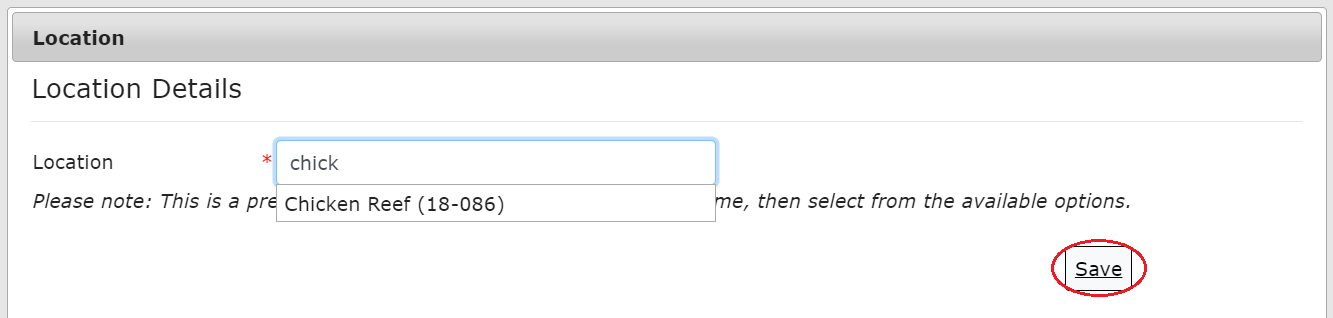 Location
Location Details
Location * chick
Please note: This is a pre me, then select from the available options.
Chicken Reef (18-086)
Save